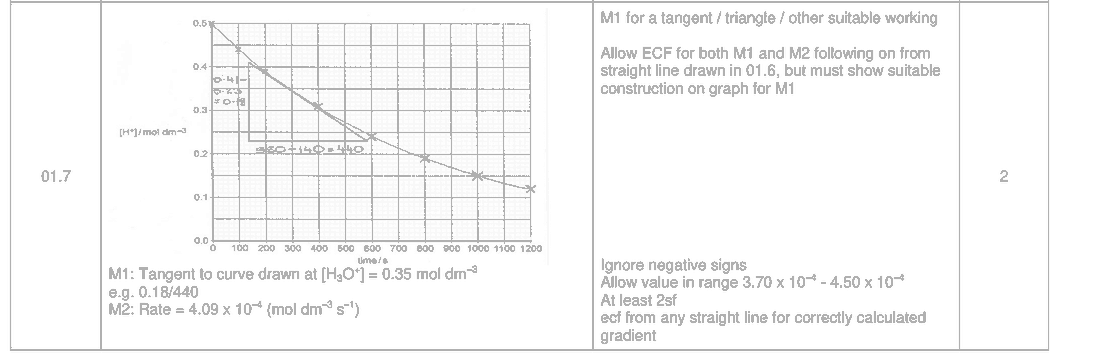 01.7
0.5
0.4
0.3
0.2
0.1
0.0
[H⁺]/mol dm⁻³
0·41–
= 0·18
– 140 = 440
0 100 200 300 400 500 600 700 800 900 1000 1100 1200
time/s
M1: Tangent to curve drawn at [H₃O⁺] = 0.35 mol dm⁻³
e.g. 0.18/440
M2: Rate = 4.09 x 10⁻⁴ (mol dm⁻³ s⁻¹)
M1 for a tangent / triangle / other suitable working
Allow ECF for both M1 and M2 following on from
straight line drawn in 01.6, but must show suitable
construction on graph for M1
Ignore negative signs
Allow value in range 3.70 x 10⁻⁴ - 4.50 x 10⁻⁴
At least 2sf
ecf from any straight line for correctly calculated
gradient
2